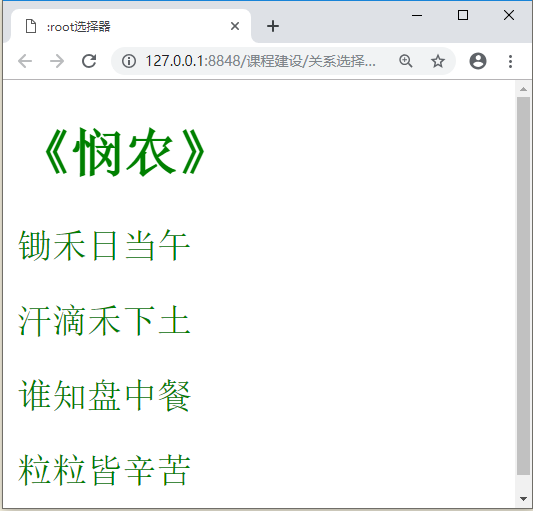 :root选择器
127.0.0.1:8848/课程建设/关系选择...
《悯农》
锄禾日当午
汗滴禾下土
谁知盘中餐
粒粒皆辛苦